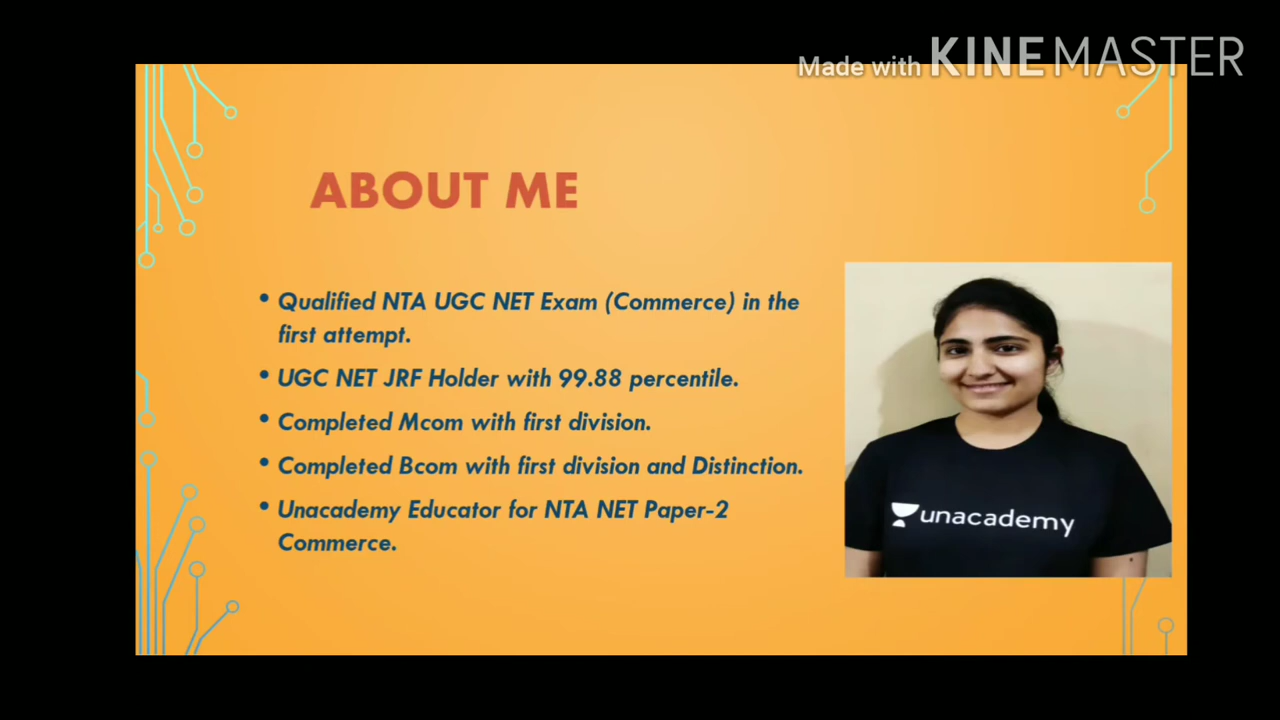 Made with KINEMASTER
ABOUT ME
• Qualified NTA UGC NET Exam (Commerce) in the
first attempt.
• UGC NET JRF Holder with 99.88 percentile.
• Completed Mcom with first division.
• Completed Bcom with first division and Distinction.
• Unacademy Educator for NTA NET Paper-2
Commerce.
unacademy